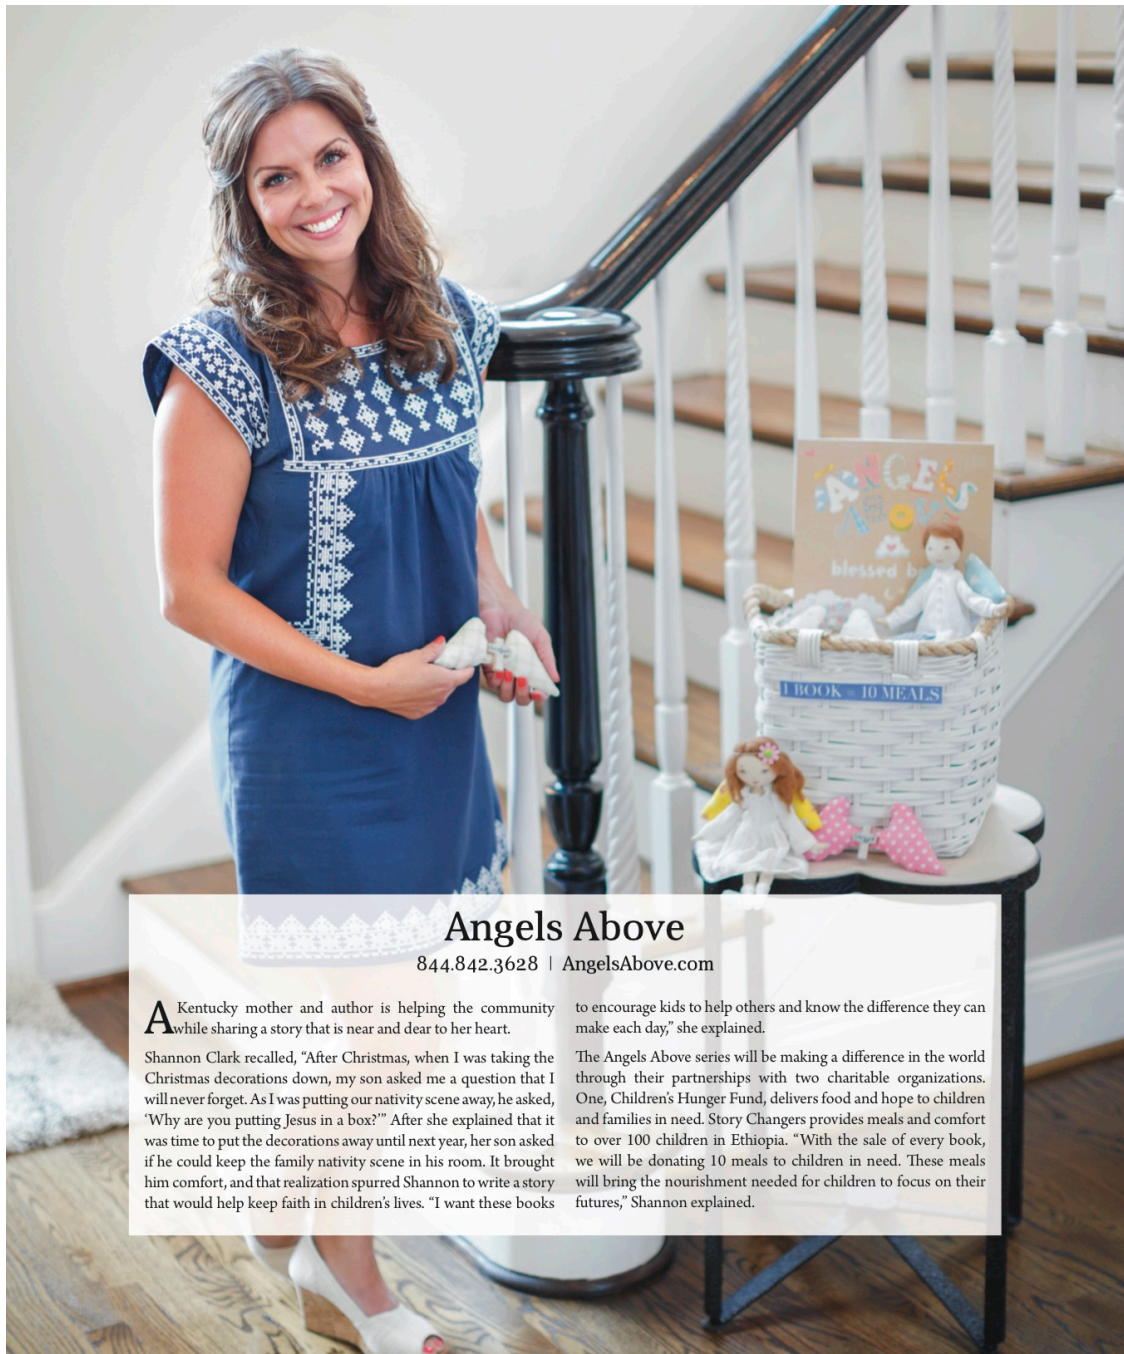 ANGELS
ABOVE
blessed
1 BOOK = 10 MEALS
Angels Above
844.842.3628 | AngelsAbove.com
A Kentucky mother and author is helping the community
while sharing a story that is near and dear to her heart.
Shannon Clark recalled, “After Christmas, when I was taking the
Christmas decorations down, my son asked me a question that I
will never forget. As I was putting our nativity scene away, he asked,
‘Why are you putting Jesus in a box?’” After she explained that it
was time to put the decorations away until next year, her son asked
if he could keep the family nativity scene in his room. It brought
him comfort, and that realization spurred Shannon to write a story
that would help keep faith in children’s lives. “I want these books
to encourage kids to help others and know the difference they can
make each day,” she explained.
The Angels Above series will be making a difference in the world
through their partnerships with two charitable organizations.
One, Children’s Hunger Fund, delivers food and hope to children
and families in need. Story Changers provides meals and comfort
to over 100 children in Ethiopia. “With the sale of every book,
we will be donating 10 meals to children in need. These meals
will bring the nourishment needed for children to focus on their
futures,” Shannon explained.